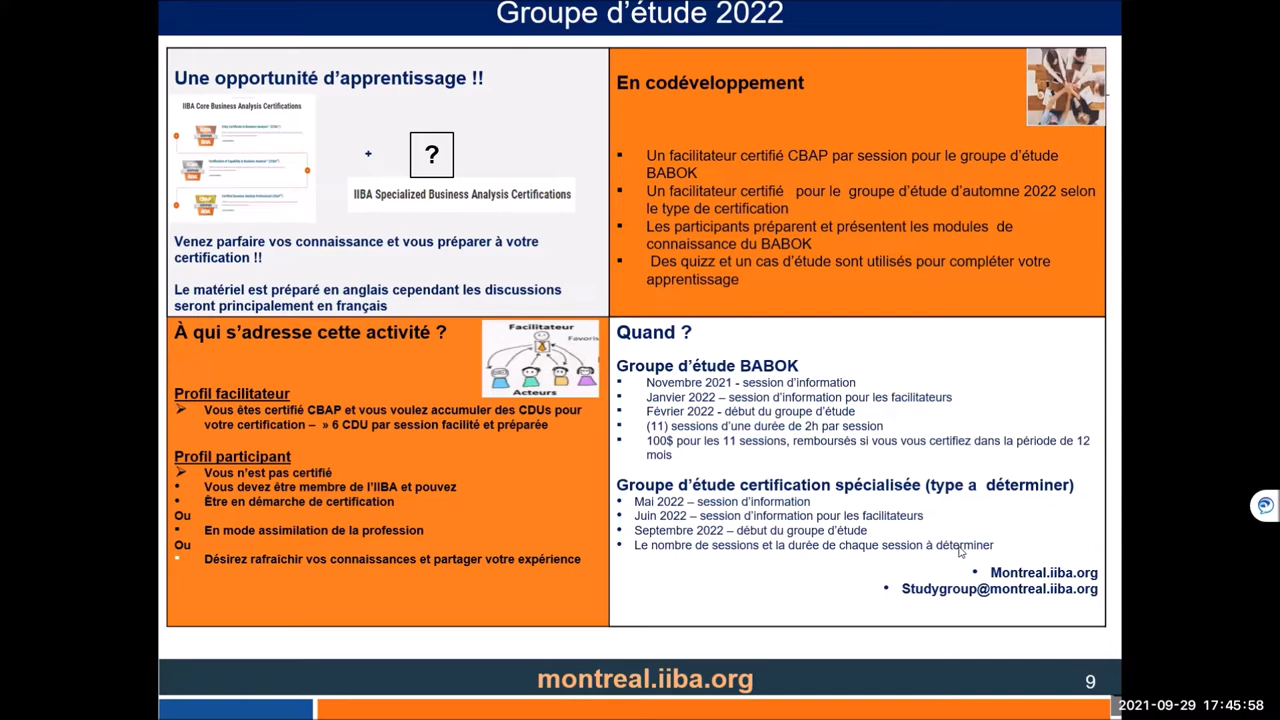 Groupe d'étude 2022
Une opportunité d'apprentissage !!
IIBA Core Business Analysis Certifications
+
?
IIBA Specialized Business Analysis Certifications
Venez parfaire vos connaissance et vous préparer à votre
certification !!
Le matériel est préparé en anglais cependant les discussions
seront principalement en français
En codéveloppement
▪ Un facilitateur certifié CBAP par session pour le groupe d'étude
BABOK
▪ Un facilitateur certifié pour le groupe d'étude d'automne 2022 selon
le type de certification
▪ Les participants préparent et présentent les modules de
connaissance du BABOK
▪ Des quizz et un cas d'étude sont utilisés pour compléter votre
apprentissage
À qui s'adresse cette activité ?
Facilitateur
Favoris
Acteurs
Profil facilitateur
➢ Vous êtes certifié CBAP et vous voulez accumuler des CDUs pour
votre certification – » 6 CDU par session facilité et préparée
Profil participant
➢ Vous n'est pas certifié
• Vous devez être membre de l'IIBA et pouvez
• Être en démarche de certification
Ou
▪ En mode assimilation de la profession
Ou
▪ Désirez rafraichir vos connaissances et partager votre expérience
Quand ?
Groupe d'étude BABOK
▪ Novembre 2021 - session d'information
▪ Janvier 2022 – session d'information pour les facilitateurs
▪ Février 2022 - début du groupe d'étude
▪ (11) sessions d'une durée de 2h par session
▪ 100$ pour les 11 sessions, remboursés si vous vous certifiez dans la période de 12
mois
Groupe d'étude certification spécialisée (type a déterminer)
• Mai 2022 – session d'information
• Juin 2022 – session d'information pour les facilitateurs
• Septembre 2022 – début du groupe d'étude
• Le nombre de sessions et la durée de chaque session à déterminer
• Montreal.iiba.org
• Studygroup@montreal.iiba.org
montreal.iiba.org
9
2021-09-29 17:45:58